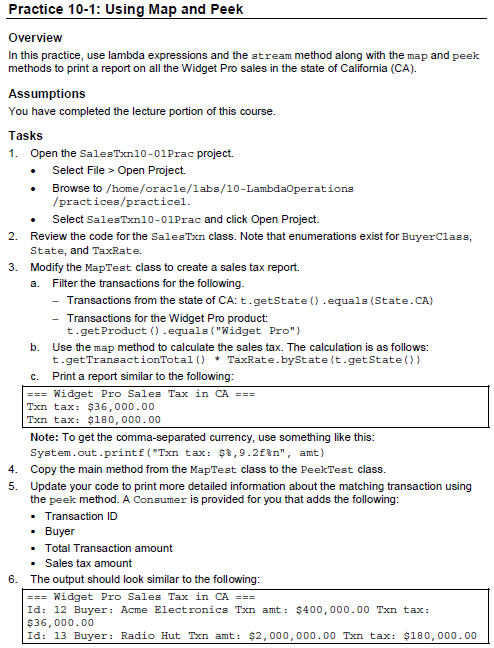 Practice 10-1: Using Map and Peek
Overview
In this practice, use lambda expressions and the stream method along with the map and peek
methods to print a report on all the Widget Pro sales in the state of California (CA).
Assumptions
You have completed the lecture portion of this course.
Tasks
1. Open the SalesTxn10-01Prac project.
• Select File > Open Project.
• Browse to /home/oracle/labs/10-LambdaOperations
/practices/practice1.
• Select SalesTxn10-01Prac and click Open Project.
2. Review the code for the SalesTxn class. Note that enumerations exist for BuyerClass,
State, and TaxRate.
3. Modify the MapTest class to create a sales tax report.
a. Filter the transactions for the following.
– Transactions from the state of CA: t.getState().equals(State.CA)
– Transactions for the Widget Pro product:
t.getProduct().equals("Widget Pro")
b. Use the map method to calculate the sales tax. The calculation is as follows:
t.getTransactionTotal() * TaxRate.byState(t.getState())
c. Print a report similar to the following:
=== Widget Pro Sales Tax in CA ===
Txn tax: $36,000.00
Txn tax: $180,000.00
Note: To get the comma-separated currency, use something like this:
System.out.printf("Txn tax: $%,9.2f%n", amt)
4. Copy the main method from the MapTest class to the PeekTest class.
5. Update your code to print more detailed information about the matching transaction using
the peek method. A Consumer is provided for you that adds the following:
▪ Transaction ID
▪ Buyer
▪ Total Transaction amount
▪ Sales tax amount
6. The output should look similar to the following:
=== Widget Pro Sales Tax in CA ===
Id: 12 Buyer: Acme Electronics Txn amt: $400,000.00 Txn tax:
$36,000.00
Id: 13 Buyer: Radio Hut Txn amt: $2,000,000.00 Txn tax: $180,000.00